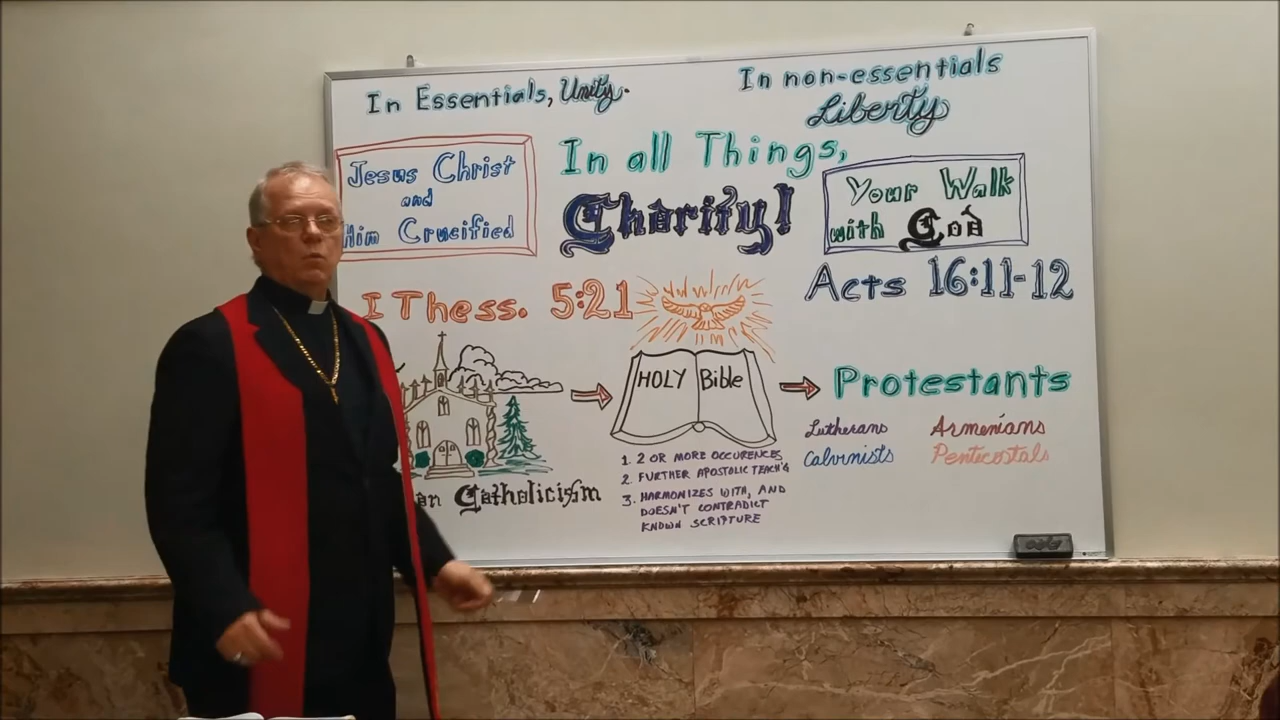 In Essentials, Unity.
In non-essentials
Liberty
Jesus Christ
and
Him Crucified
In all Things,
Charity!
Your Walk
with God
Acts 16:11-12
I Thess. 5:21
HOLY Bible
Protestants
Lutherans
Armenians
Calvinists
Pentecostals
1. 2 OR MORE OCCURENCES
2. FURTHER APOSTOLIC TEACH'G
3. HARMONIZES WITH, AND
DOESN'T CONTRADICT
KNOWN SCRIPTURE
Catholicism